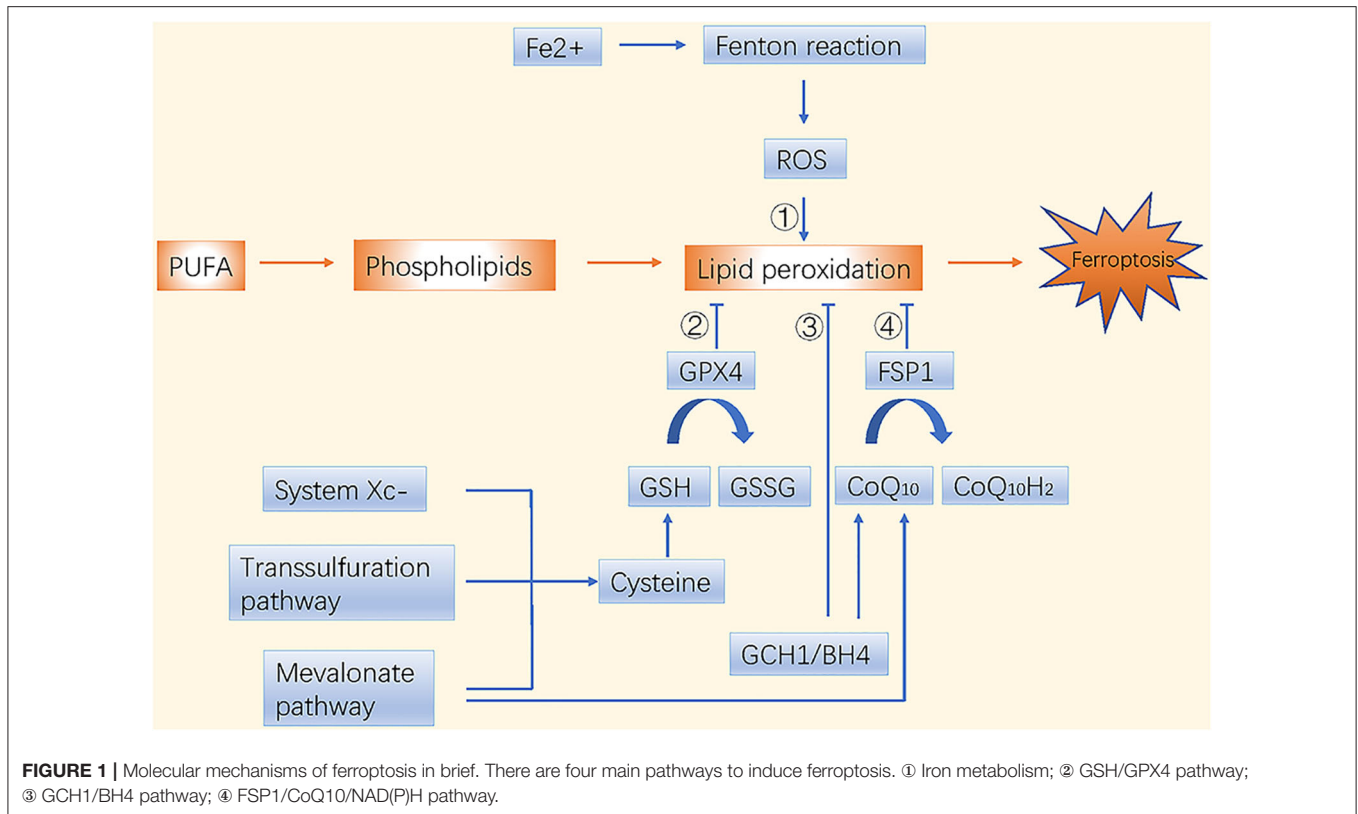 Fe2+
Fenton reaction
ROS
①
PUFA
Phospholipids
Lipid peroxidation
Ferroptosis
②
③
④
GPX4
FSP1
System Xc-
GSH
GSSG
CoQ10
CoQ10H2
Transsulfuration
pathway
Cysteine
GCH1/BH4
Mevalonate
pathway
FIGURE 1 | Molecular mechanisms of ferroptosis in brief. There are four main pathways to induce ferroptosis. ① Iron metabolism; ② GSH/GPX4 pathway;
③ GCH1/BH4 pathway; ④ FSP1/CoQ10/NAD(P)H pathway.